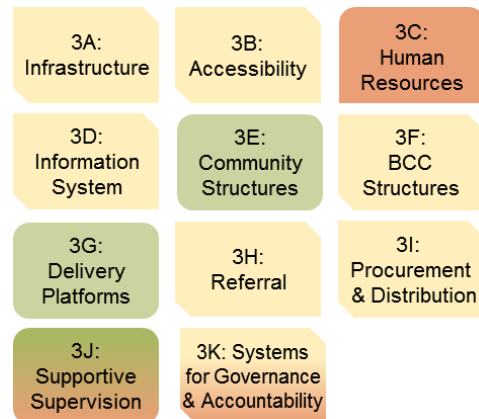 3A:
Infrastructure
3B:
Accessibility
3C:
Human
Resources
3D:
Information
System
3E:
Community
Structures
3F:
BCC
Structures
3G:
Delivery
Platforms
3H:
Referral
3I:
Procurement
& Distribution
3J:
Supportive
Supervision
3K: Systems
for Governance
& Accountability